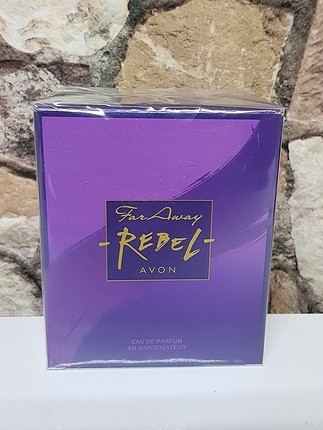 Far Away
-REBEL-
AVON
EAU DE PARFUM
EN VAPORISATEUR